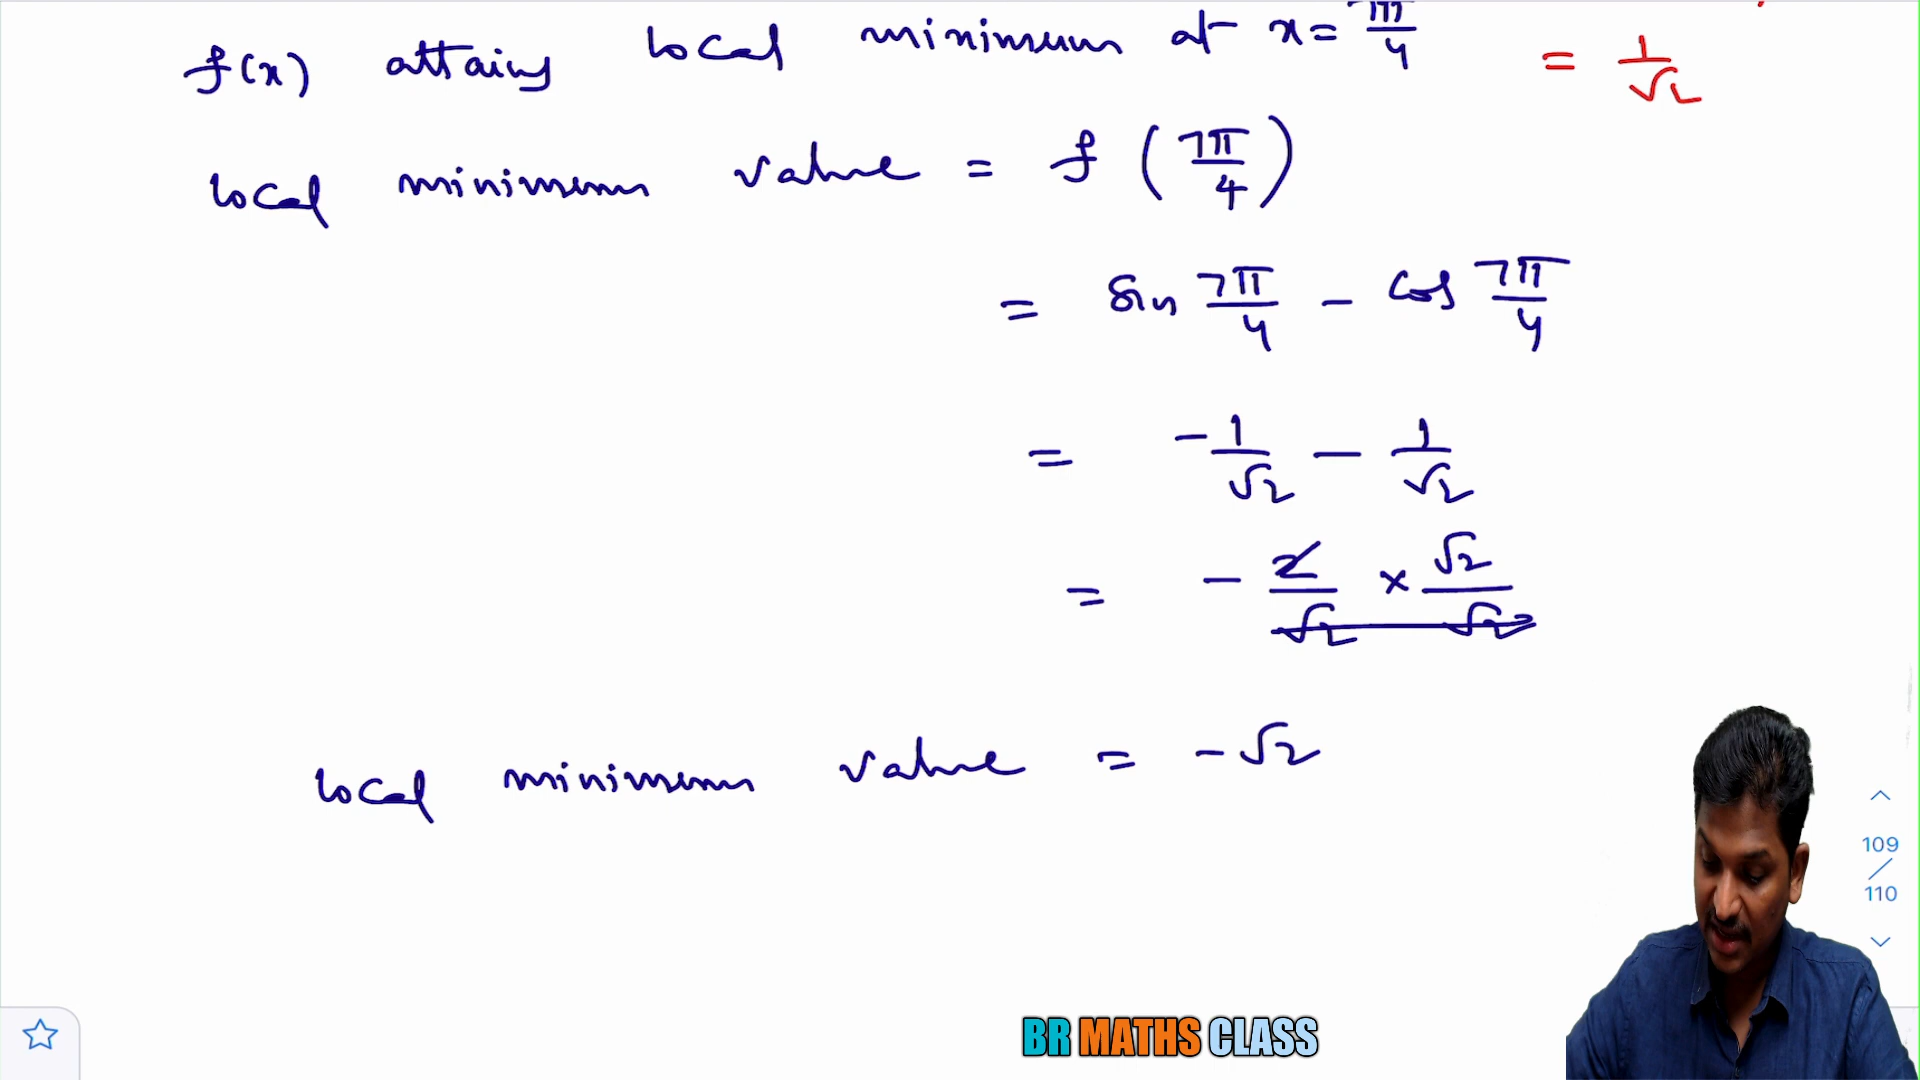 f(x) attains local minimum at x = 7π/4
= 1/√2
local minimum value = f (7π/4)
= Sin 7π/4 - Cos 7π/4
= -1/√2 - 1/√2
= - 2/√2 × √2/√2
local minimum value = -√2
109
/
110
BR MATHS CLASS